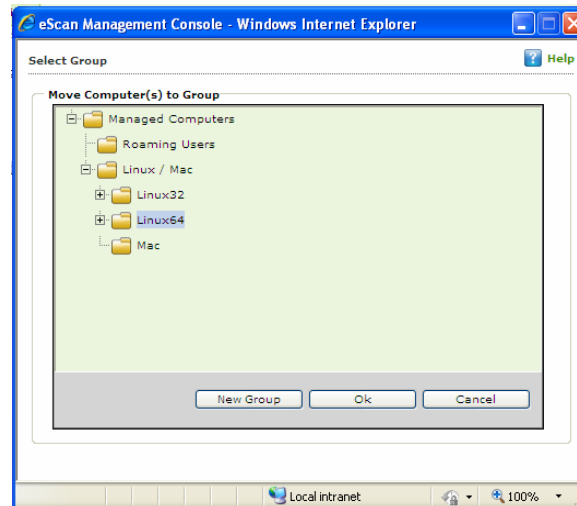 eScan Management Console - Windows Internet Explorer
Select Group
? Help
Move Computer(s) to Group
Managed Computers
Roaming Users
Linux / Mac
Linux32
Linux64
Mac
New Group
Ok
Cancel
Local intranet
100%